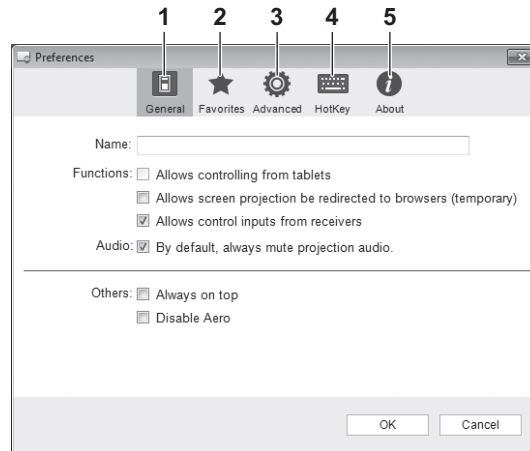 1 2 3 4 5
Preferences
General Favorites Advanced HotKey About
Name:
Functions: Allows controlling from tablets
Allows screen projection be redirected to browsers (temporary)
Allows control inputs from receivers
Audio: By default, always mute projection audio.
Others: Always on top
Disable Aero
OK Cancel